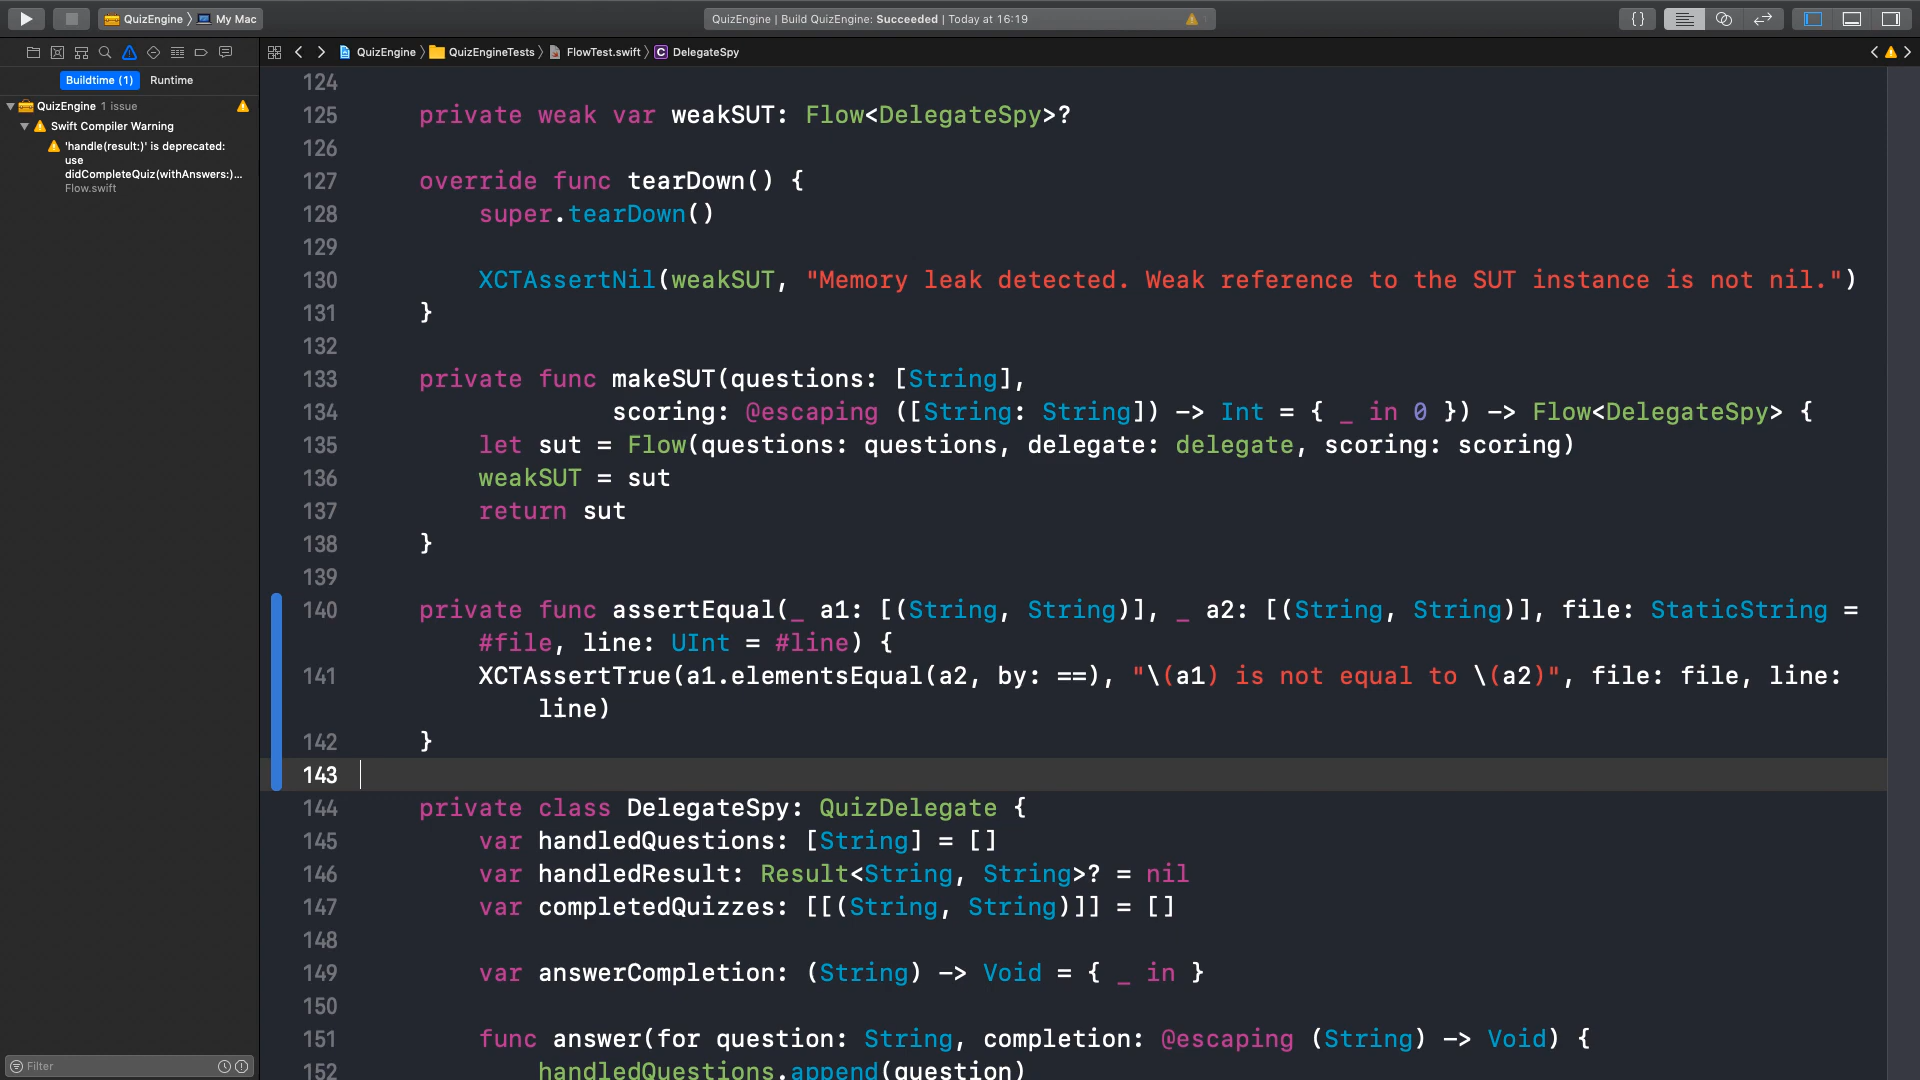 QuizEngine 〉 My Mac
QuizEngine | Build QuizEngine: Succeeded | Today at 16:19
{}
QuizEngine 〉 QuizEngineTests 〉 FlowTest.swift 〉 C DelegateSpy
Buildtime (1) Runtime
QuizEngine 1 issue
Swift Compiler Warning
'handle(result:)' is deprecated:
use
didCompleteQuiz(withAnswers:)...
Flow.swift
Filter
124
125 private weak var weakSUT: Flow<DelegateSpy>?
126
127 override func tearDown() {
128 super.tearDown()
129
130 XCTAssertNil(weakSUT, "Memory leak detected. Weak reference to the SUT instance is not nil.")
131 }
132
133 private func makeSUT(questions: [String],
134 scoring: @escaping ([String: String]) -> Int = { _ in 0 }) -> Flow<DelegateSpy> {
135 let sut = Flow(questions: questions, delegate: delegate, scoring: scoring)
136 weakSUT = sut
137 return sut
138 }
139
140 private func assertEqual(_ a1: [(String, String)], _ a2: [(String, String)], file: StaticString =
#file, line: UInt = #line) {
141 XCTAssertTrue(a1.elementsEqual(a2, by: ==), "\(a1) is not equal to \(a2)", file: file, line:
line)
142 }
143
144 private class DelegateSpy: QuizDelegate {
145 var handledQuestions: [String] = []
146 var handledResult: Result<String, String>? = nil
147 var completedQuizzes: [[(String, String)]] = []
148
149 var answerCompletion: (String) -> Void = { _ in }
150
151 func answer(for question: String, completion: @escaping (String) -> Void) {
152 handledQuestions.append(question)